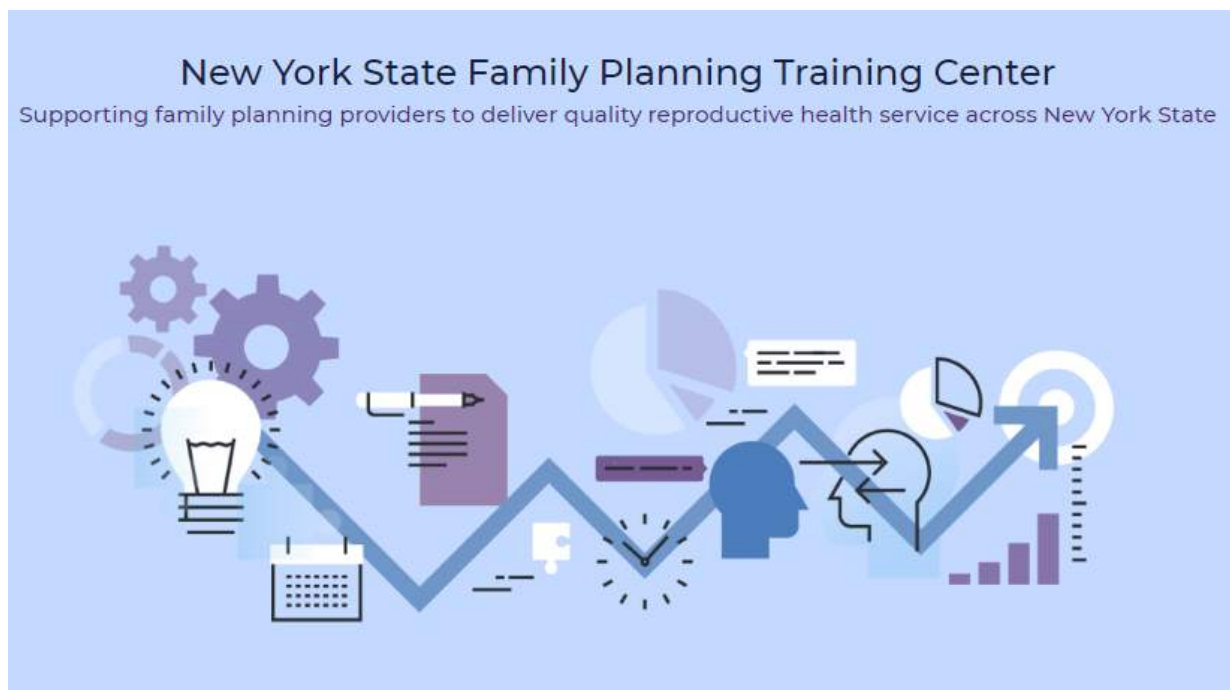 New York State Family Planning Training Center
Supporting family planning providers to deliver quality reproductive health service across New York State